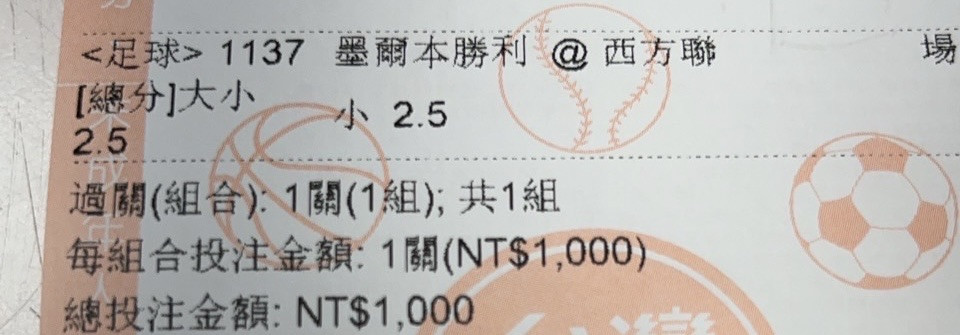 <足球> 1137 墨爾本勝利 @ 西方聯 場
[總分]大小
2.5
小 2.5
過關(組合): 1關(1組); 共1組
每組合投注金額: 1關(NT$1,000)
總投注金額: NT$1,000